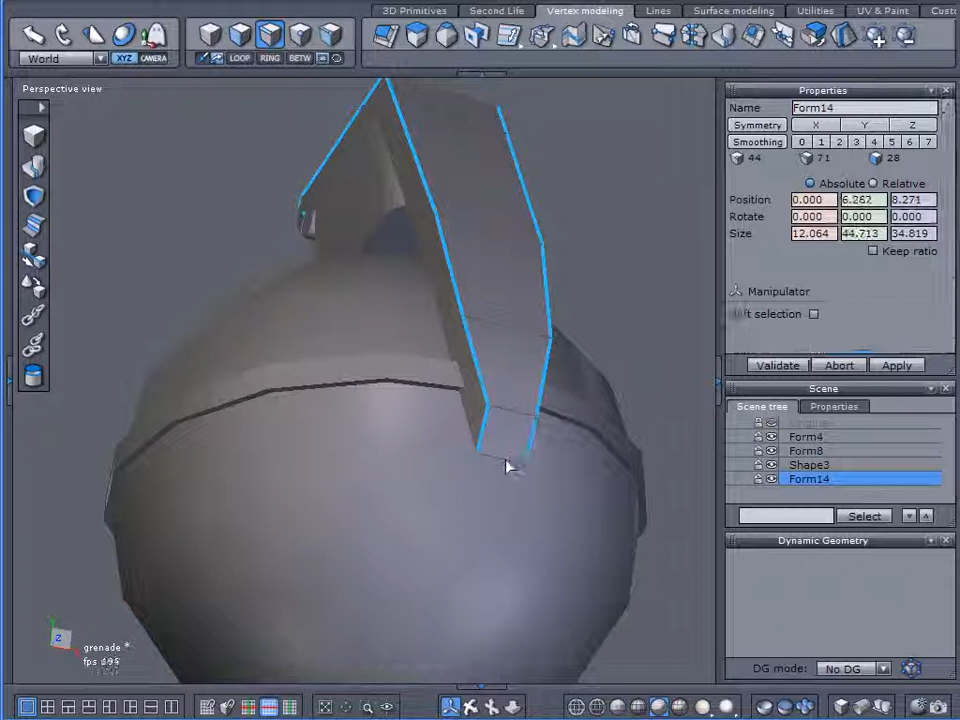 3D Primitives Second Life Vertex modeling Lines Surface modeling Utilities UV & Paint
World XYZ CAMERA LOOP RING BETW
Perspective view
Properties
Name Form14
Symmetry X Y Z
Smoothing 0 1 2 3 4 5 6 7
44 71 28
Absolute Relative
Position 0.000 6.262 8.271
Rotate 0.000 0.000 0.000
Size 12.064 44.713 34.819
Keep ratio
Manipulator
selection
Validate Abort Apply
Scene
Scene tree Properties
Form4
Form8
Shape3
Form14
Select
Dynamic Geometry
Z
grenade *
fps
DG mode: No DG